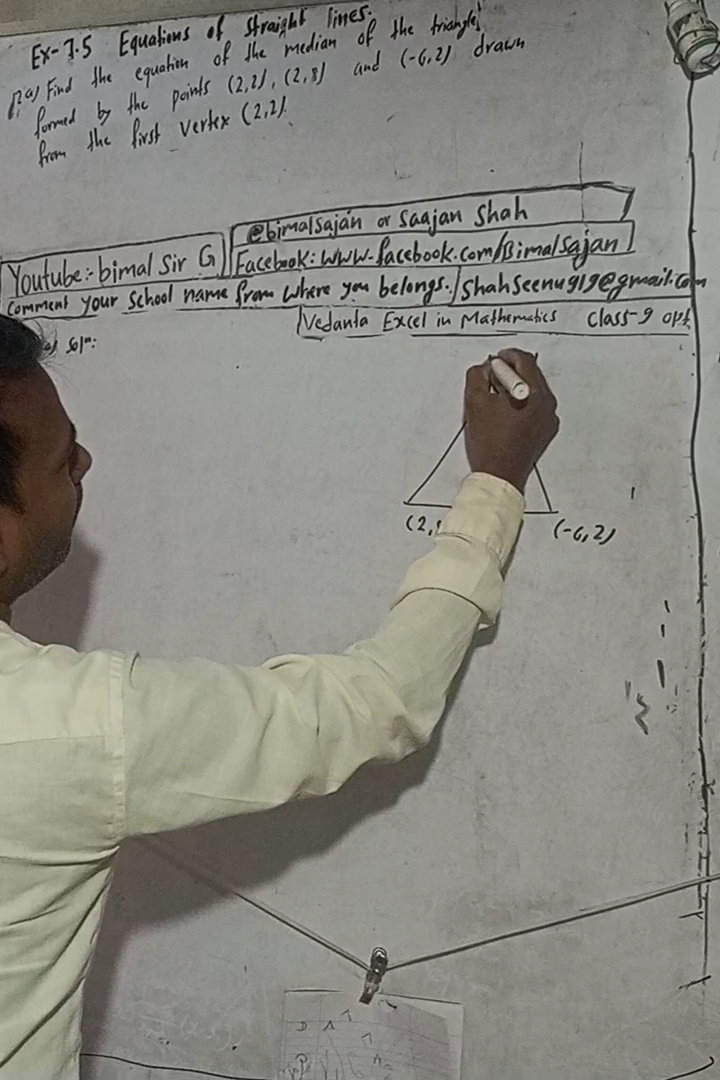 Ex-7.5 Equations of straight lines.
12.a) Find the equation of the median of the triangle
formed by the points (2,2), (2,8) and (-6,2) drawn
from the first vertex (2,2).
@bimalsajan or saajan Shah
Youtube:- bimal Sir G
Facebook: www.facebook.com/Bimalsajan
Comment your school name from where you belongs.
shahseenu919@gmail.com
Vedanta Excel in Mathematics class-9 opt
a) solⁿ:
(2,
(-6,2)